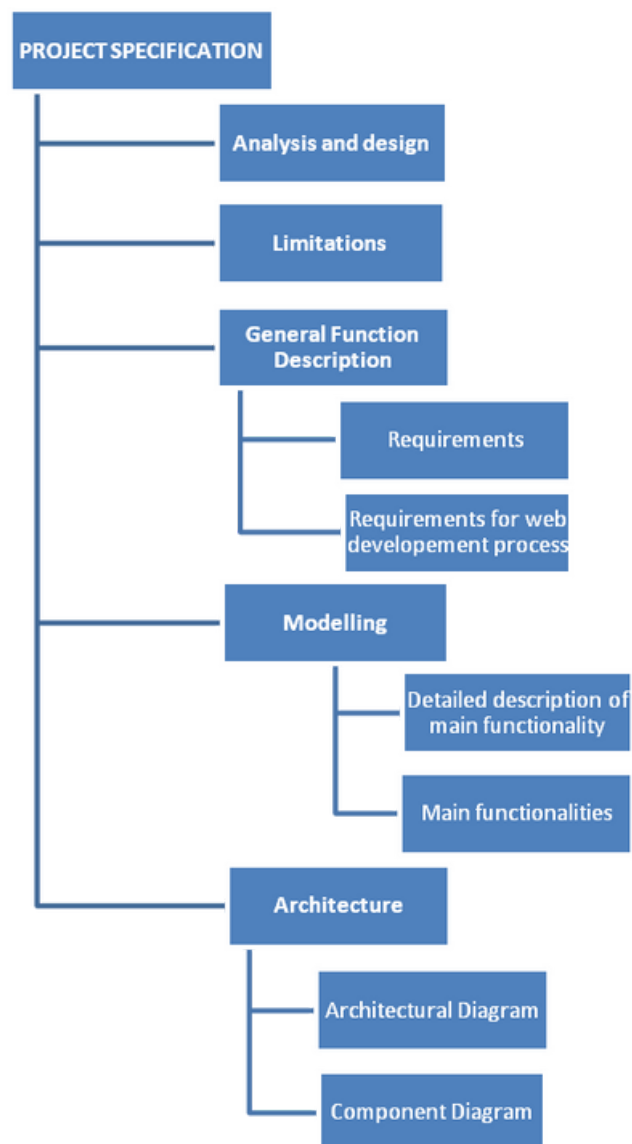 PROJECT SPECIFICATION
Analysis and design
Limitations
General Function
Description
Requirements
Requirements for web
developement process
Modelling
Detailed description of
main functionality
Main functionalities
Architecture
Architectural Diagram
Component Diagram